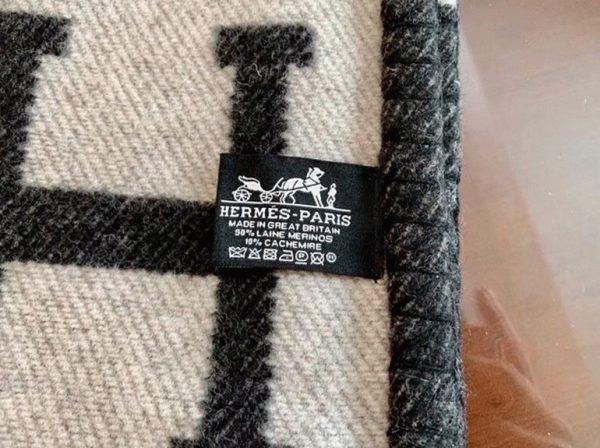 HERMÈS-PARIS
MADE IN GREAT BRITAIN
90% LAINE MERINOS
10% CACHEMIRE